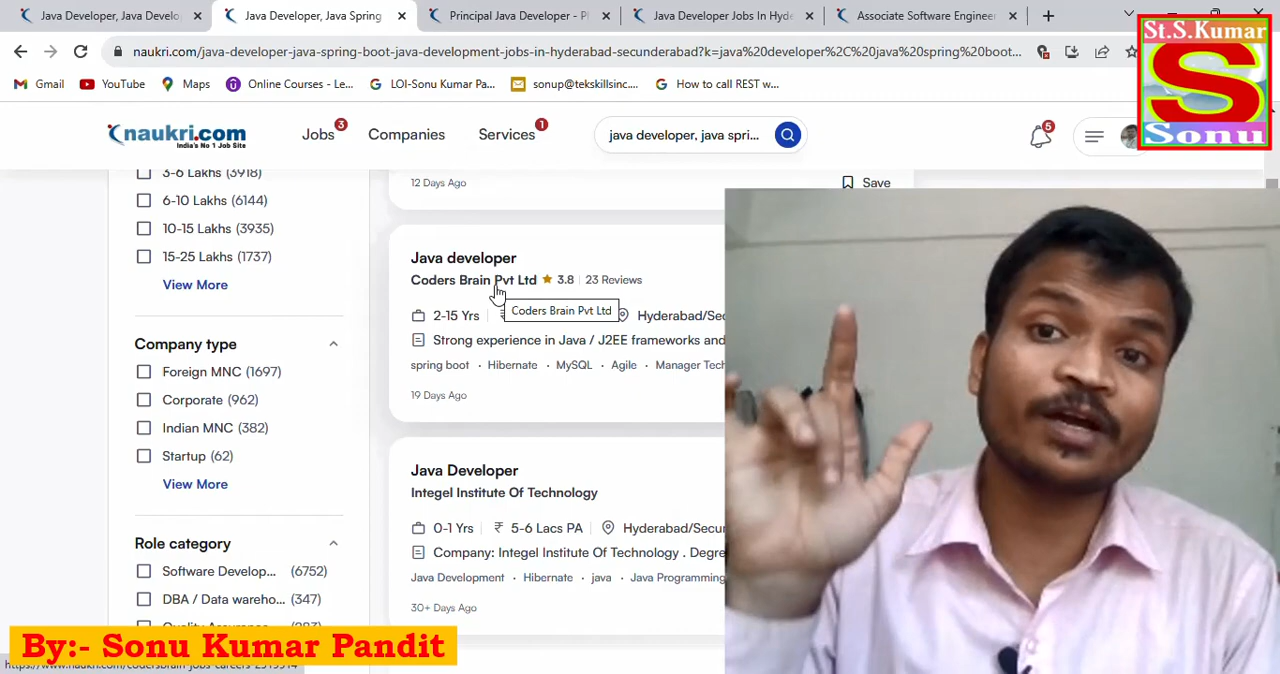 Java Developer, Java Develo
Java Developer, Java Spring
Principal Java Developer - P
Java Developer Jobs In Hyde
Associate Software Enginee
naukri.com/java-developer-java-spring-boot-java-development-jobs-in-hyderabad-secunderabad?k=java%20developer%2C%20java%20spring%20boot...
Gmail
YouTube
Maps
Online Courses - Le...
LOI-Sonu Kumar Pa...
sonup@tekskillsinc....
How to call REST w...
St.S.Kumar
S
Sonu
naukri.com
India's No 1 Job Site
Jobs 3
Companies
Services 1
java developer, java spri...
5
3-6 Lakhs (3918)
6-10 Lakhs (6144)
10-15 Lakhs (3935)
15-25 Lakhs (1737)
View More
Company type
Foreign MNC (1697)
Corporate (962)
Indian MNC (382)
Startup (62)
View More
Role category
Software Develop... (6752)
DBA / Data wareho... (347)
12 Days Ago
Save
Java developer
Coders Brain Pvt Ltd 3.8 23 Reviews
Coders Brain Pvt Ltd
2-15 Yrs
Hyderabad/Sec
Strong experience in Java / J2EE frameworks and
spring boot · Hibernate · MySQL · Agile · Manager Tech
19 Days Ago
Java Developer
Integel Institute Of Technology
0-1 Yrs ₹ 5-6 Lacs PA Hyderabad/Secur
Company: Integel Institute Of Technology . Degre
Java Development · Hibernate · java · Java Programming
30+ Days Ago
By:- Sonu Kumar Pandit